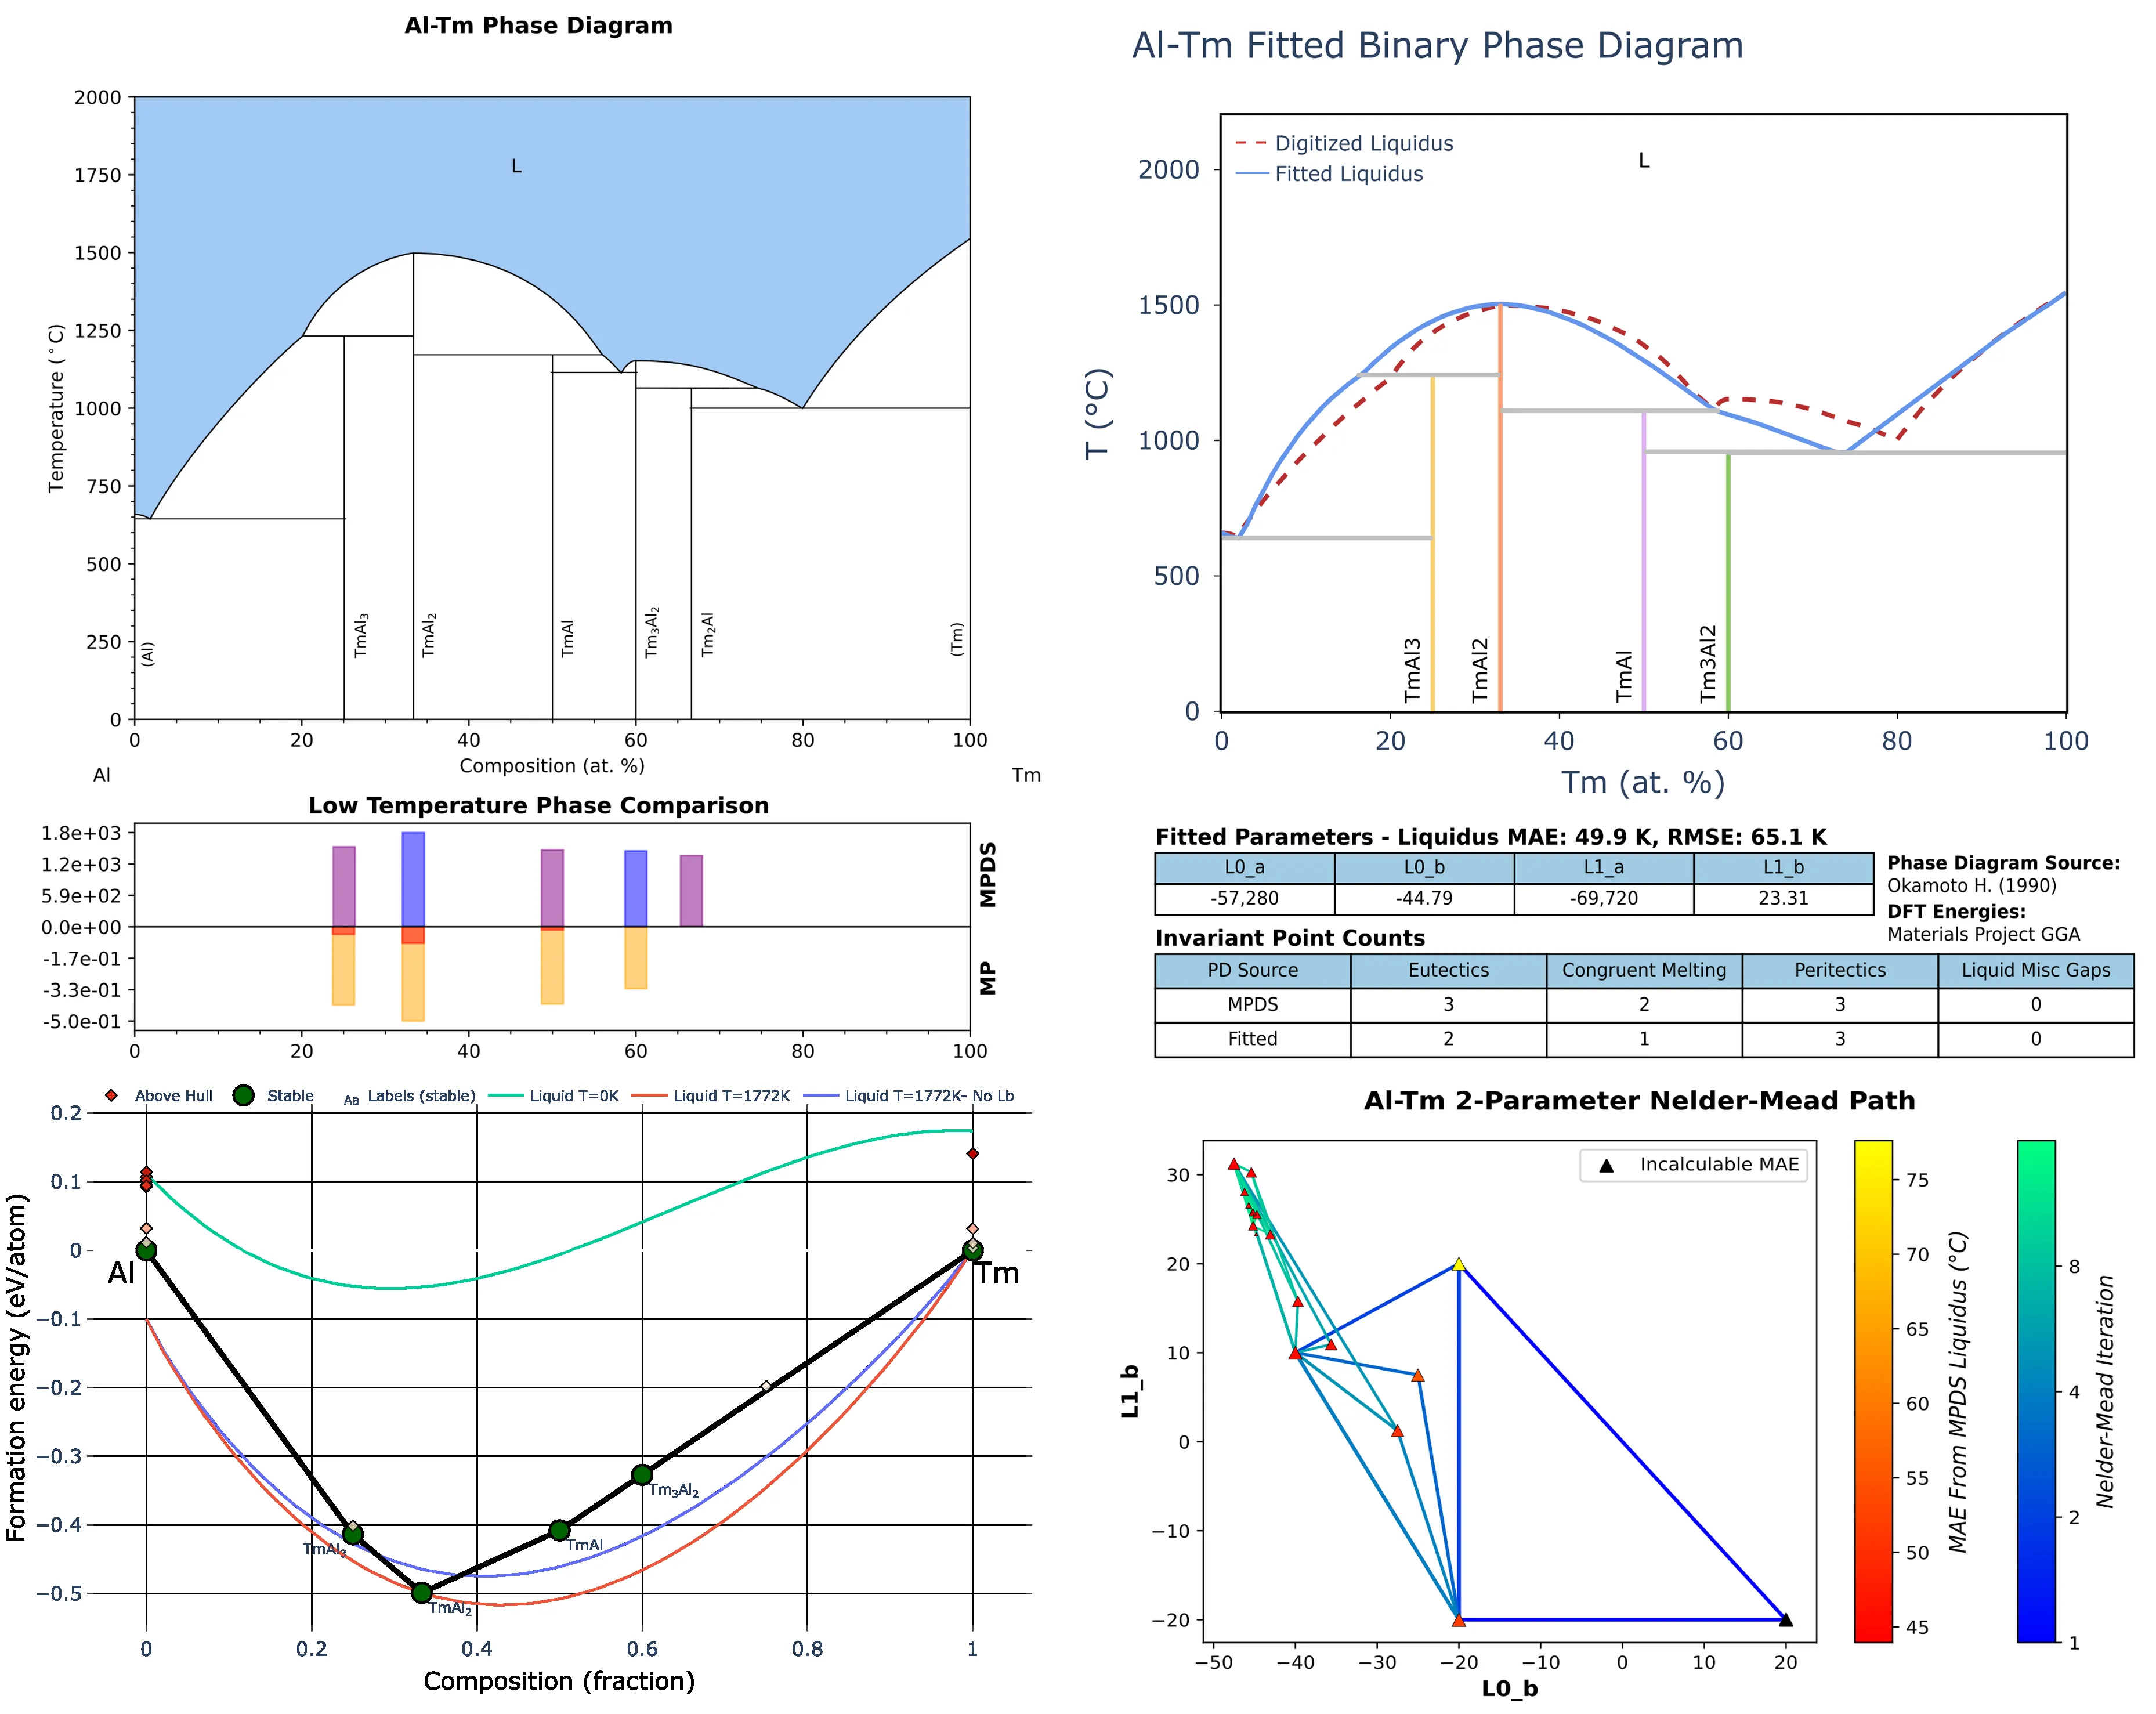 Al-Tm Phase Diagram
2000
1750
1500
1250
1000
750
500
250
0
Temperature (°C)
L
(Al)
TmAl₃
TmAl₂
TmAl
Tm₃Al₂
Tm₂Al
(Tm)
0 20 40 60 80 100
Composition (at. %)
Al Tm
Low Temperature Phase Comparison
1.8e+03
1.2e+03
5.9e+02
0.0e+00
-1.7e-01
-3.3e-01
-5.0e-01
MPDS
MP
0 20 40 60 80 100
Above Hull Stable Aa Labels (stable) Liquid T=0K Liquid T=1772K Liquid T=1772K- No Lb
0.2
0.1
0
−0.1
−0.2
−0.3
−0.4
−0.5
Formation energy (eV/atom)
Al
Tm
TmAl₃
TmAl₂
TmAl
Tm₃Al₂
0 0.2 0.4 0.6 0.8 1
Composition (fraction)
Al-Tm Fitted Binary Phase Diagram
Digitized Liquidus
Fitted Liquidus
L
2000
1500
1000
500
0
T (°C)
TmAl3
TmAl2
TmAl
Tm3Al2
0 20 40 60 80 100
Tm (at. %)
Fitted Parameters - Liquidus MAE: 49.9 K, RMSE: 65.1 K
L0_a L0_b L1_a L1_b
-57,280 -44.79 -69,720 23.31
Phase Diagram Source:
Okamoto H. (1990)
DFT Energies:
Materials Project GGA
Invariant Point Counts
PD Source Eutectics Congruent Melting Peritectics Liquid Misc Gaps
MPDS 3 2 3 0
Fitted 2 1 3 0
Al-Tm 2-Parameter Nelder-Mead Path
Incalculable MAE
30
20
10
0
−10
−20
L1_b
−50 −40 −30 −20 −10 0 10 20
L0_b
75
70
65
60
55
50
45
MAE From MPDS Liquidus (°C)
8
4
2
1
Nelder-Mead Iteration